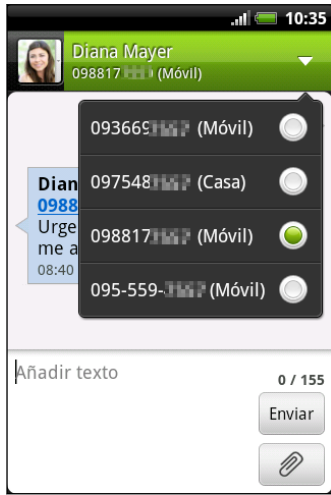 10:35
Diana Mayer
098817 (Móvil)
093669 (Móvil)
097548 (Casa)
098817 (Móvil)
095-559- (Móvil)
Dian
0988
Urge
me a
08:40
Añadir texto
0 / 155
Enviar